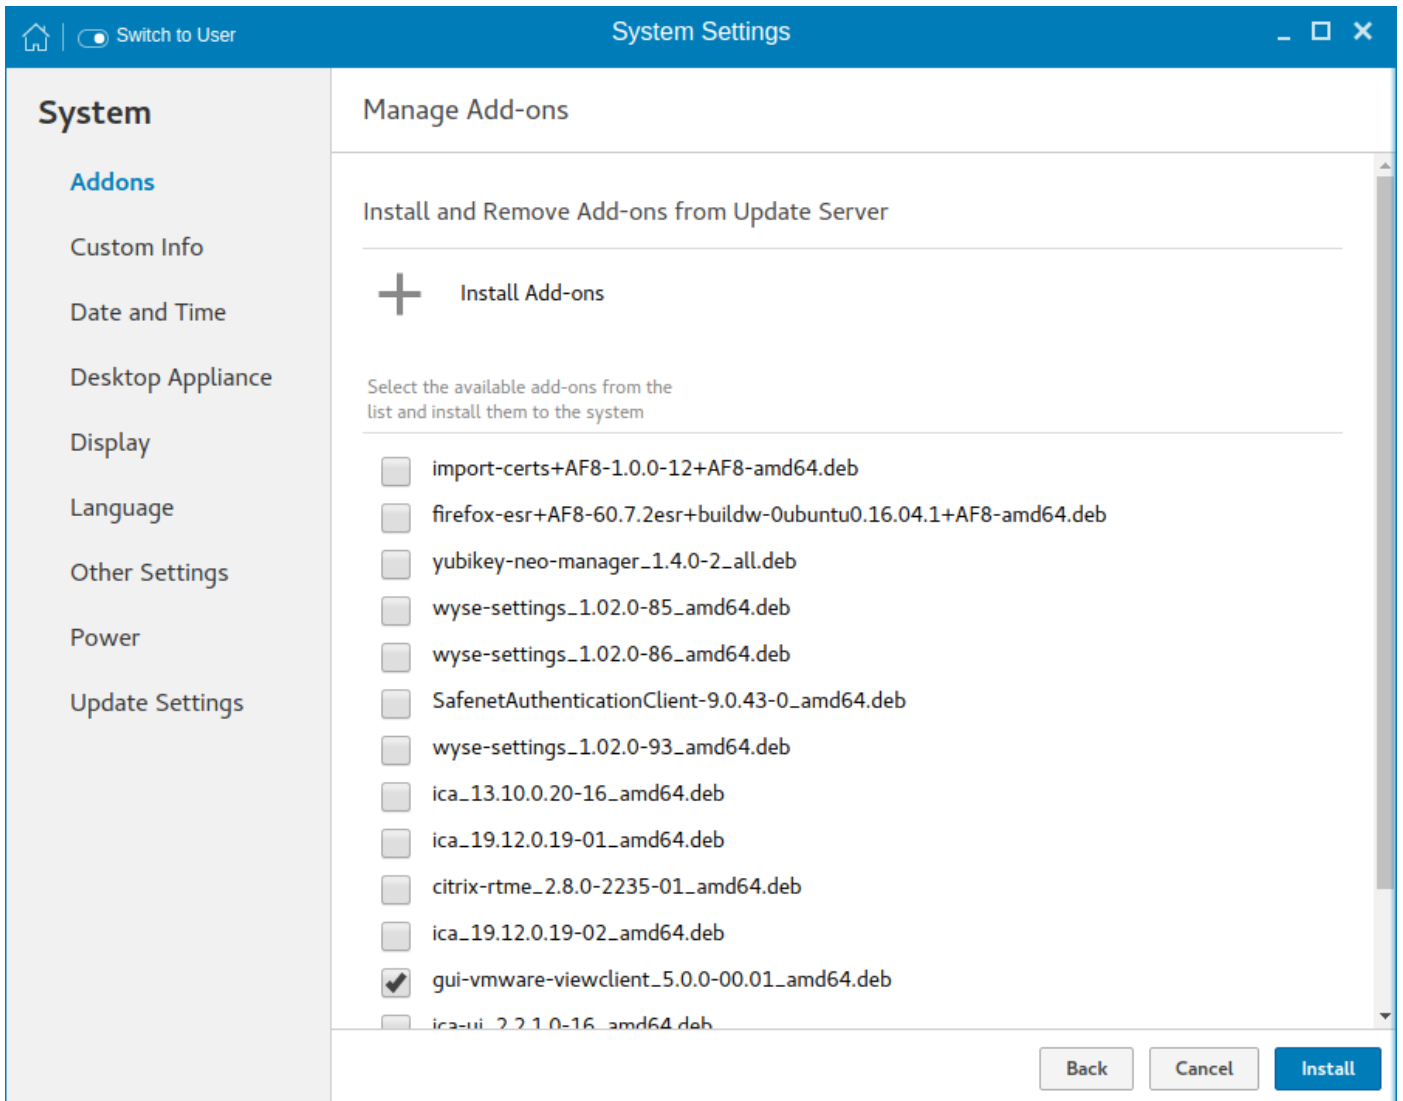 Switch to User
System Settings
System
Manage Add-ons
Addons
Custom Info
Date and Time
Desktop Appliance
Display
Language
Other Settings
Power
Update Settings
Install and Remove Add-ons from Update Server
Install Add-ons
Select the available add-ons from the
list and install them to the system
import-certs+AF8-1.0.0-12+AF8-amd64.deb
firefox-esr+AF8-60.7.2esr+buildw-0ubuntu0.16.04.1+AF8-amd64.deb
yubikey-neo-manager_1.4.0-2_all.deb
wyse-settings_1.02.0-85_amd64.deb
wyse-settings_1.02.0-86_amd64.deb
SafenetAuthenticationClient-9.0.43-0_amd64.deb
wyse-settings_1.02.0-93_amd64.deb
ica_13.10.0.20-16_amd64.deb
ica_19.12.0.19-01_amd64.deb
citrix-rtme_2.8.0-2235-01_amd64.deb
ica_19.12.0.19-02_amd64.deb
gui-vmware-viewclient_5.0.0-00.01_amd64.deb
ica-ui_2.2.1.0-16_amd64.deb
Back
Cancel
Install